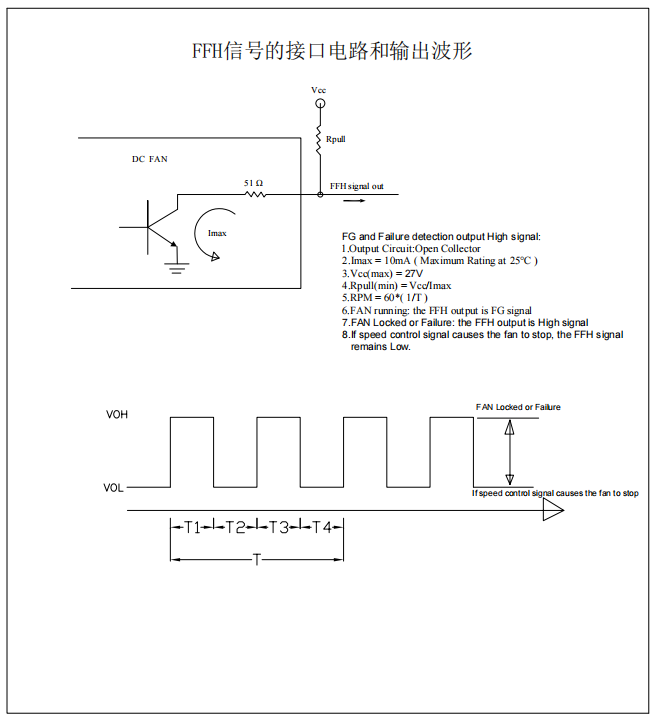 FFH信号的接口电路和输出波形
Vcc
Rpull
DC FAN
51 Ω
FFH signal out
Imax
FG and Failure detection output High signal:
1.Output Circuit:Open Collector
2.Imax = 10mA ( Maximum Rating at 25℃ )
3.Vcc(max) = 27V
4.Rpull(min) = Vcc/Imax
5.RPM = 60*( 1/T )
6.FAN running: the FFH output is FG signal
7.FAN Locked or Failure: the FFH output is High signal
8.If speed control signal causes the fan to stop, the FFH signal
remains Low.
VOH
FAN Locked or Failure
VOL
If speed control signal causes the fan to stop
T1 T2 T3 T4
T